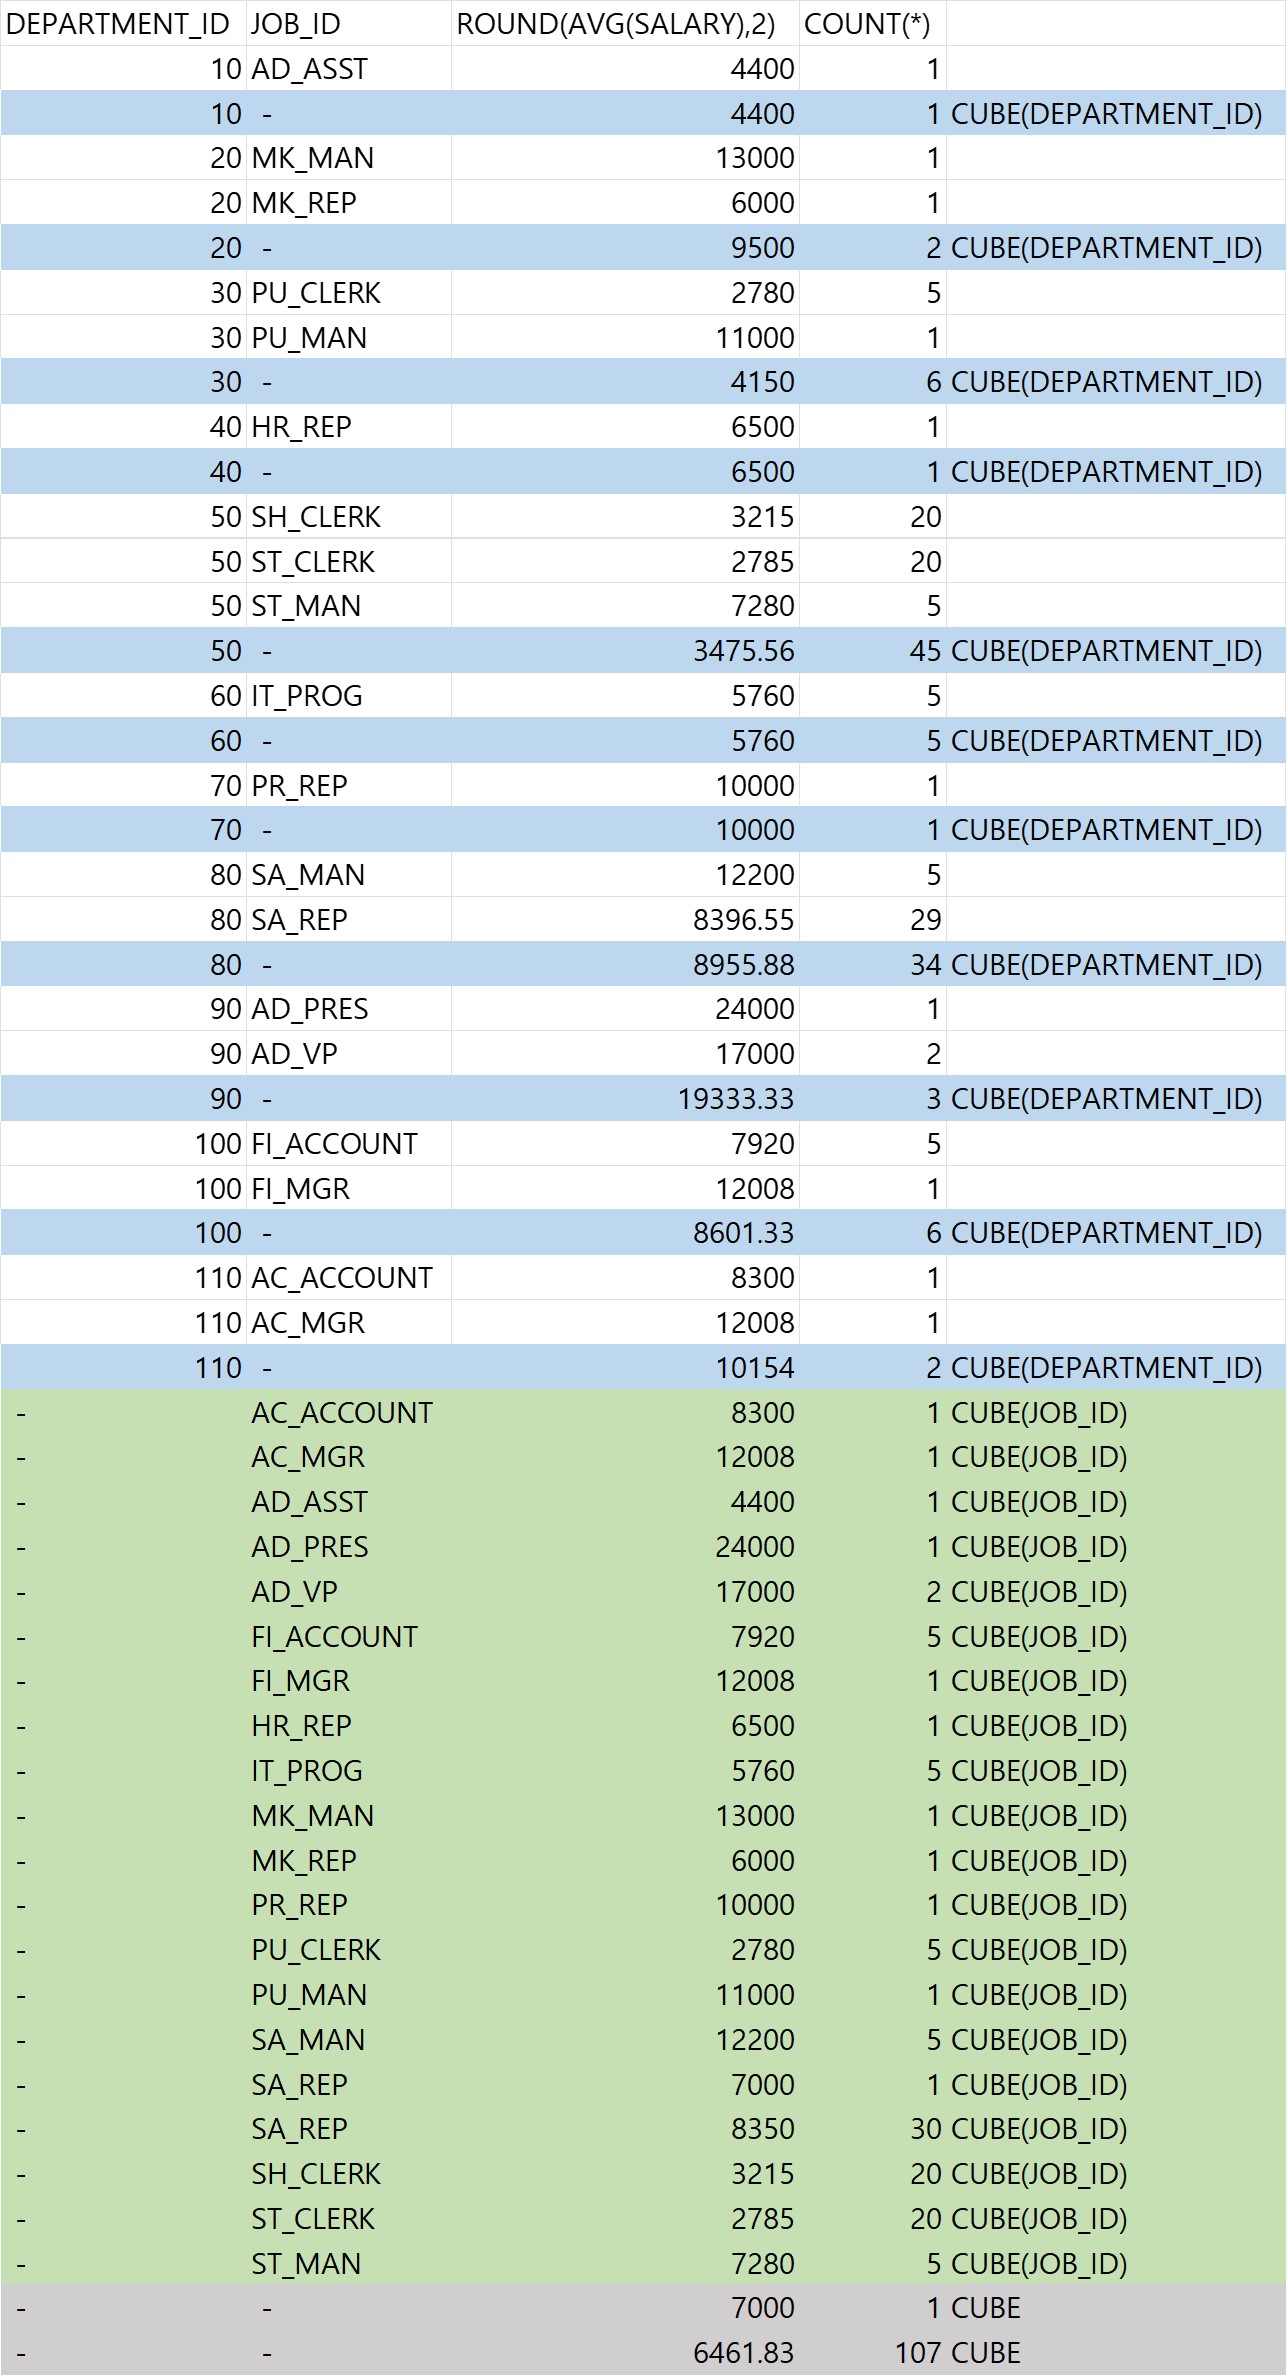 DEPARTMENT_ID JOB_ID ROUND(AVG(SALARY),2) COUNT(*)
10 AD_ASST 4400 1
10 - 4400 1 CUBE(DEPARTMENT_ID)
20 MK_MAN 13000 1
20 MK_REP 6000 1
20 - 9500 2 CUBE(DEPARTMENT_ID)
30 PU_CLERK 2780 5
30 PU_MAN 11000 1
30 - 4150 6 CUBE(DEPARTMENT_ID)
40 HR_REP 6500 1
40 - 6500 1 CUBE(DEPARTMENT_ID)
50 SH_CLERK 3215 20
50 ST_CLERK 2785 20
50 ST_MAN 7280 5
50 - 3475.56 45 CUBE(DEPARTMENT_ID)
60 IT_PROG 5760 5
60 - 5760 5 CUBE(DEPARTMENT_ID)
70 PR_REP 10000 1
70 - 10000 1 CUBE(DEPARTMENT_ID)
80 SA_MAN 12200 5
80 SA_REP 8396.55 29
80 - 8955.88 34 CUBE(DEPARTMENT_ID)
90 AD_PRES 24000 1
90 AD_VP 17000 2
90 - 19333.33 3 CUBE(DEPARTMENT_ID)
100 FI_ACCOUNT 7920 5
100 FI_MGR 12008 1
100 - 8601.33 6 CUBE(DEPARTMENT_ID)
110 AC_ACCOUNT 8300 1
110 AC_MGR 12008 1
110 - 10154 2 CUBE(DEPARTMENT_ID)
- AC_ACCOUNT 8300 1 CUBE(JOB_ID)
- AC_MGR 12008 1 CUBE(JOB_ID)
- AD_ASST 4400 1 CUBE(JOB_ID)
- AD_PRES 24000 1 CUBE(JOB_ID)
- AD_VP 17000 2 CUBE(JOB_ID)
- FI_ACCOUNT 7920 5 CUBE(JOB_ID)
- FI_MGR 12008 1 CUBE(JOB_ID)
- HR_REP 6500 1 CUBE(JOB_ID)
- IT_PROG 5760 5 CUBE(JOB_ID)
- MK_MAN 13000 1 CUBE(JOB_ID)
- MK_REP 6000 1 CUBE(JOB_ID)
- PR_REP 10000 1 CUBE(JOB_ID)
- PU_CLERK 2780 5 CUBE(JOB_ID)
- PU_MAN 11000 1 CUBE(JOB_ID)
- SA_MAN 12200 5 CUBE(JOB_ID)
- SA_REP 7000 1 CUBE(JOB_ID)
- SA_REP 8350 30 CUBE(JOB_ID)
- SH_CLERK 3215 20 CUBE(JOB_ID)
- ST_CLERK 2785 20 CUBE(JOB_ID)
- ST_MAN 7280 5 CUBE(JOB_ID)
- - 7000 1 CUBE
- - 6461.83 107 CUBE